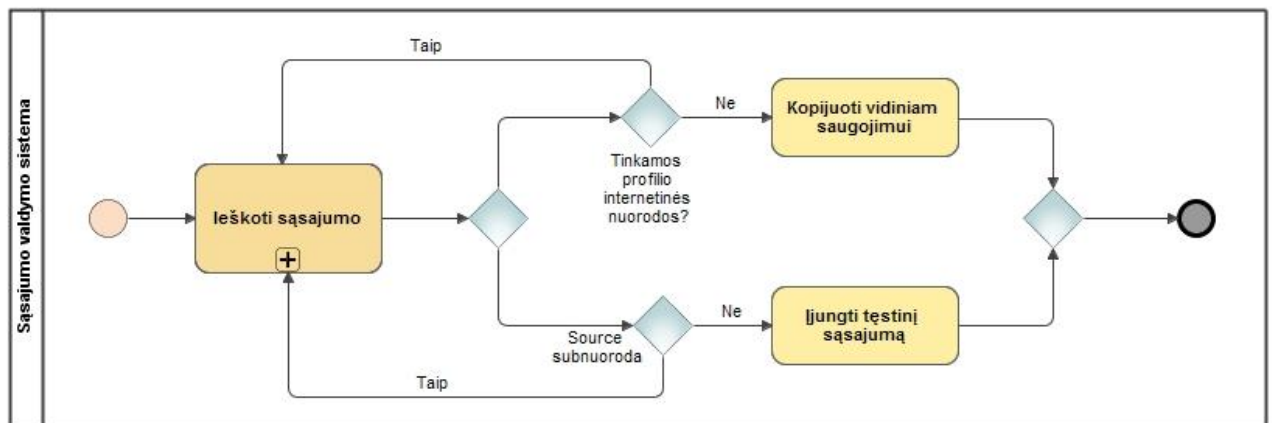 Sąsajumo valdymo sistema
Taip
Ieškoti sąsajumo
Tinkamos
profilio
internetinės
nuorodos?
Ne
Kopijuoti vidiniam
saugojimui
Source
subnuoroda
Ne
Įjungti tęstinį
sąsajumą
Taip